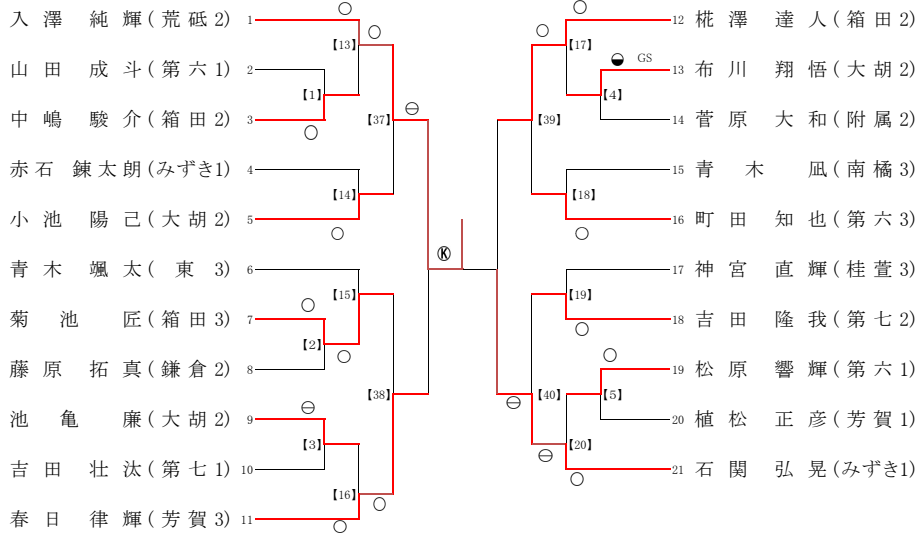 入 澤 純 輝 ( 荒 砥 2 ) 1
山 田 成 斗 ( 第 六 1 ) 2
中 嶋 駿 介 ( 箱 田 2 ) 3
赤 石 錬 太 朗 (みずき1) 4
小 池 陽 己 ( 大 胡 2 ) 5
青 木 颯 太 ( 東 3 ) 6
菊 池 匠 ( 箱 田 3 ) 7
藤 原 拓 真 ( 鎌 倉 2 ) 8
池 亀 廉 ( 大 胡 2 ) 9
吉 田 壮 汰 ( 第 七 1 ) 10
春 日 律 輝 ( 芳 賀 3 ) 11
【13】
【1】
【37】
【14】
【15】
【2】
【38】
【3】
【16】
Ⓚ
【17】
GS
【4】
【39】
【18】
【19】
【40】
【5】
【20】
12 椛 澤 達 人 ( 箱 田 2 )
13 布 川 翔 悟 ( 大 胡 2 )
14 菅 原 大 和 ( 附 属 2 )
15 青 木 凪 ( 南 橘 3 )
16 町 田 知 也 ( 第 六 3 )
17 神 宮 直 輝 ( 桂 萱 3 )
18 吉 田 隆 我 ( 第 七 2 )
19 松 原 響 輝 ( 第 六 1 )
20 植 松 正 彦 ( 芳 賀 1 )
21 石 関 弘 晃 (みずき1)